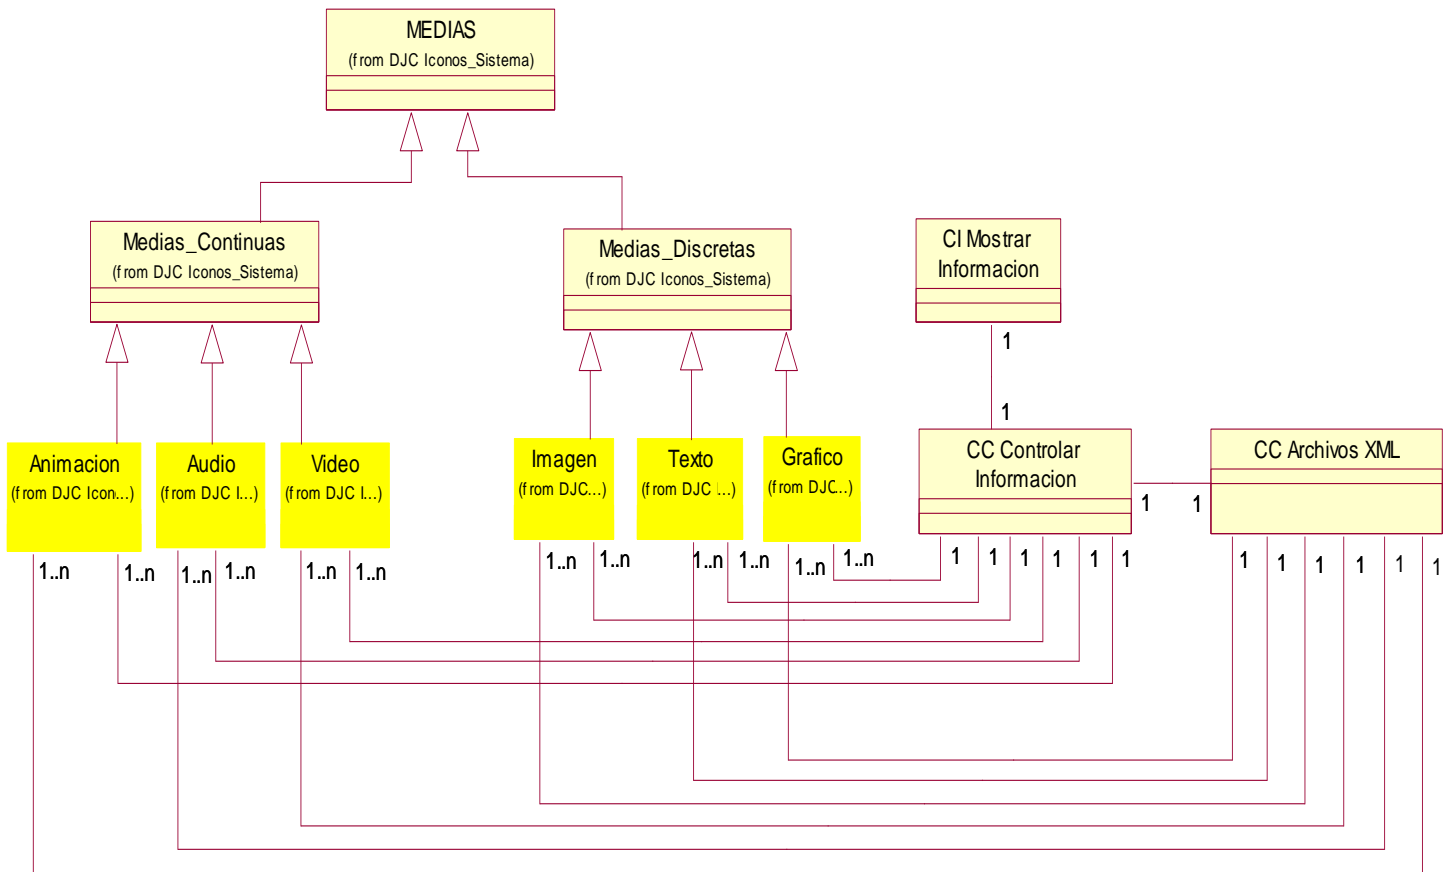 MEDIAS
(from DJC Iconos_Sistema)
Medias_Continuas
(from DJC Iconos_Sistema)
Medias_Discretas
(from DJC Iconos_Sistema)
CI Mostrar
Informacion
1
1
Animacion
(from DJC Icon...)
Audio
(from DJC I...)
Video
(from DJC I...)
Imagen
(from DJC...)
Texto
(from DJC I...)
Grafico
(from DJC...)
CC Controlar
Informacion
CC Archivos XML
1
1
1..n
1..n
1..n
1..n
1..n
1..n
1..n
1..n
1..n
1..n
1..n
1..n
1
1
1
1
1
1
1
1
1
1
1
1